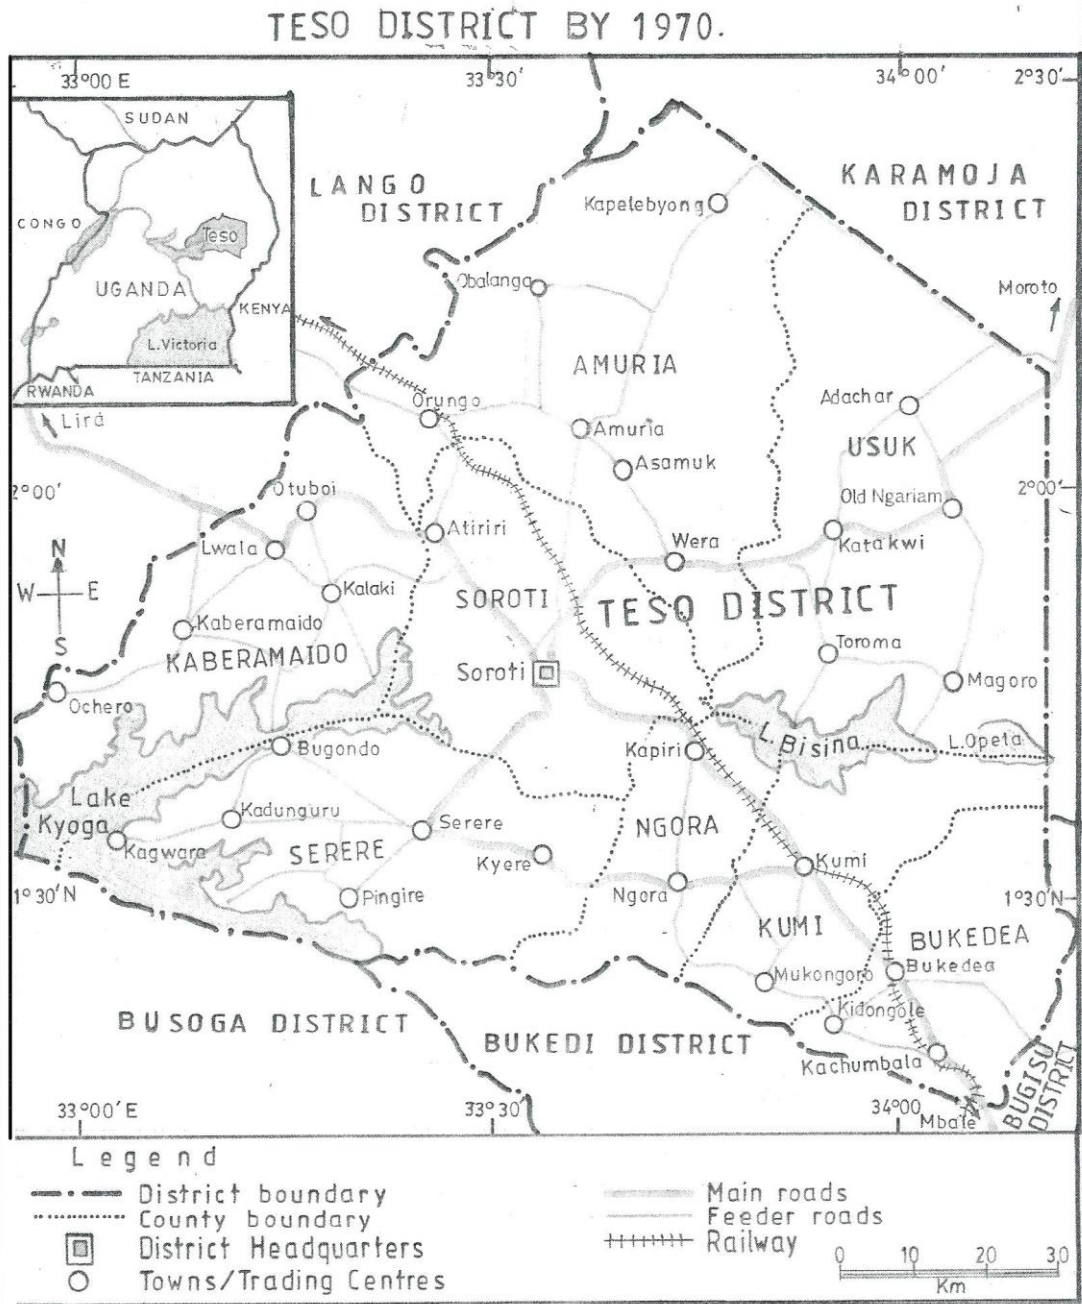 TESO DISTRICT BY 1970.
33°00 E
33°30'
34°00'
2°30'
SUDAN
CONGO
Teso
UGANDA
KENYA
L.Victoria
TANZANIA
RWANDA
LANGO
DISTRICT
KARAMOJA
DISTRICT
Kapelebyong
Obalanga
Moroto
AMURIA
Adachar
Lira
Orungo
Amuria
USUK
Asamuk
2°00'
2°00'
Otuboi
Old Ngariam
Atiriri
Lwala
Wera
Katakwi
N
W
E
S
Kalaki
SOROTI
TESO DISTRICT
Kaberamaido
KABERAMAIDO
Toroma
Soroti
Magoro
Ochero
Bugondo
Kapiri
L. Bisina
L.Opeta
Lake
Kyoga
Kadunguru
Serere
NGORA
Kagwara
SERERE
Kyere
Kumi
1°30'N
Pingire
Ngora
1°30'N
KUMI
BUKEDEA
Mukongoro
Bukedea
BUSOGA DISTRICT
BUKEDI DISTRICT
Kidongole
Kachumbala
BUGISU
DISTRICT
33°00'E
33°30'
34°00
Mbale
Legend
District boundary
County boundary
District Headquarters
Towns/Trading Centres
Main roads
Feeder roads
Railway
0 10 20 30
Km